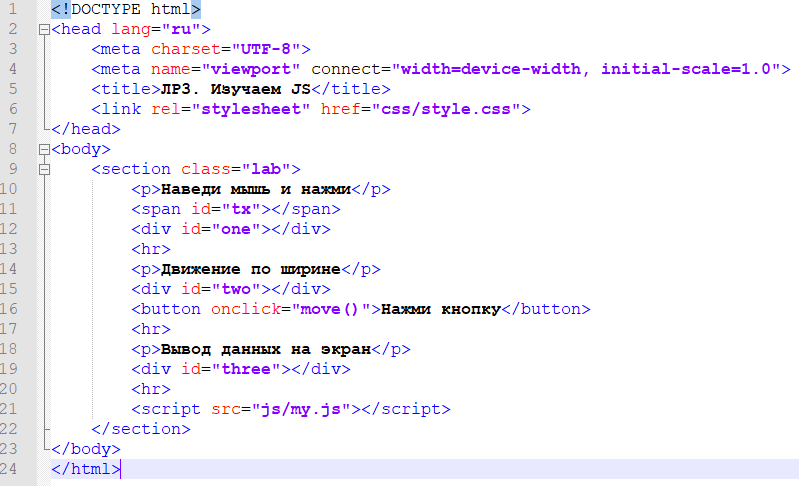 1 <!DOCTYPE html>
2 <head lang="ru">
3 <meta charset="UTF-8">
4 <meta name="viewport" connect="width=device-width, initial-scale=1.0">
5 <title>ЛР3. Изучаем JS</title>
6 <link rel="stylesheet" href="css/style.css">
7 </head>
8 <body>
9 <section class="lab">
10 <p>Наведи мышь и нажми</p>
11 <span id="tx"></span>
12 <div id="one"></div>
13 <hr>
14 <p>Движение по ширине</p>
15 <div id="two"></div>
16 <button onclick="move()">Нажми кнопку</button>
17 <hr>
18 <p>Вывод данных на экран</p>
19 <div id="three"></div>
20 <hr>
21 <script src="js/my.js"></script>
22 </section>
23 </body>
24 </html>